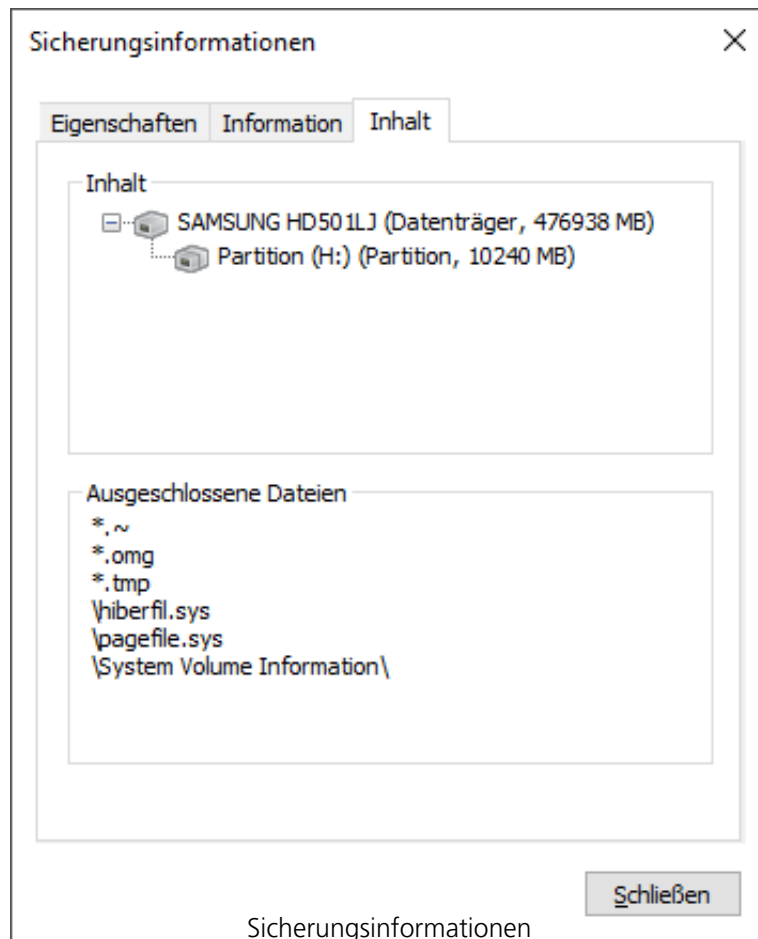 Sicherungsinformationen
Eigenschaften Information Inhalt
Inhalt
SAMSUNG HD501LJ (Datenträger, 476938 MB)
Partition (H:) (Partition, 10240 MB)
Ausgeschlossene Dateien
*.~
*.omg
*.tmp
\hiberfil.sys
\pagefile.sys
\System Volume Information\
Schließen
Sicherungsinformationen